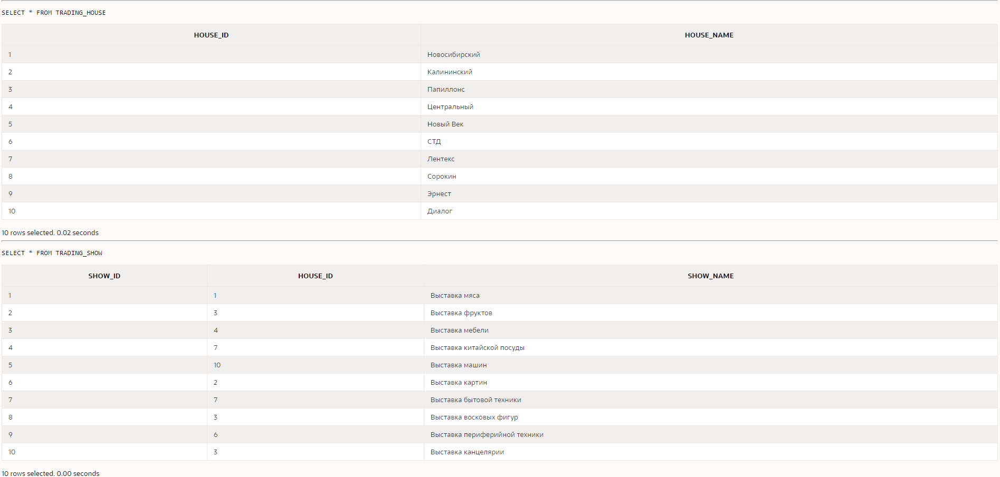 SELECT * FROM TRADING_HOUSE
HOUSE_ID HOUSE_NAME
1 Новосибирский
2 Калининский
3 Папиллонс
4 Центральный
5 Новый Век
6 СТД
7 Лентекс
8 Сорокин
9 Эрнест
10 Диалог
10 rows selected. 0.02 seconds
SELECT * FROM TRADING_SHOW
SHOW_ID HOUSE_ID SHOW_NAME
1 1 Выставка мяса
2 3 Выставка фруктов
3 4 Выставка мебели
4 7 Выставка китайской посуды
5 10 Выставка машин
6 2 Выставка картин
7 7 Выставка бытовой техники
8 3 Выставка восковых фигур
9 6 Выставка периферийной техники
10 3 Выставка канцелярии
10 rows selected. 0.00 seconds